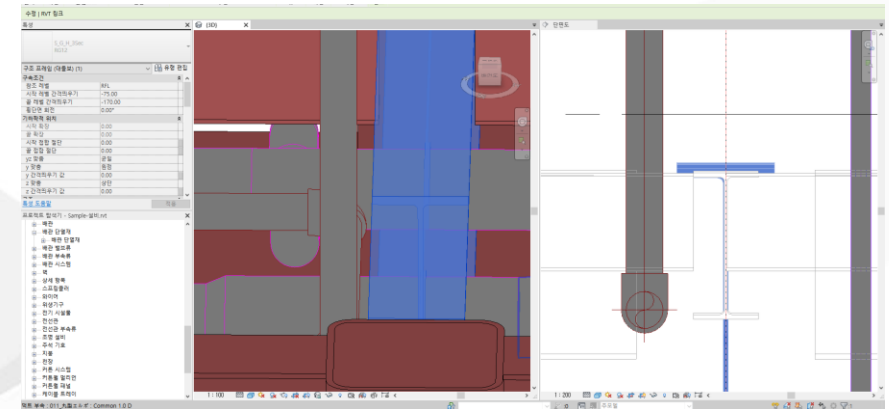 수정 | RVT 링크
특성
(3D)
단면도
구조 프레임 (대들보) (1)
유형 편집
구속조건
참조 레벨 RFL
시작 레벨 간격띄우기 -75.00
끝 레벨 간격띄우기 -170.00
횡단면 회전 0.00°
기하학적 위치
시작 확장 0.00
끝 확장 0.00
시작 접합 절단 0.00
끝 접합 절단 0.00
yz 맞춤 균일
y 맞춤 원점
y 간격띄우기 값 0.00
z 맞춤 상단
z 간격띄우기 값 0.00
특성 도움말
적용
프로젝트 탐색기 - Sample-설비.rvt
배관
배관 단열재
배관 단열재
배관 밸브류
배관 부속류
배관 시스템
벽
상세 항목
스프링클러
와이어
위생기구
전기 시설물
전선관
전선관 부속류
조명 설비
주석 기호
지붕
천장
커튼 시스템
커튼월 멀리언
커튼월 패널
케이블 트레이
1 : 100
1 : 200
: Common 1.0 D